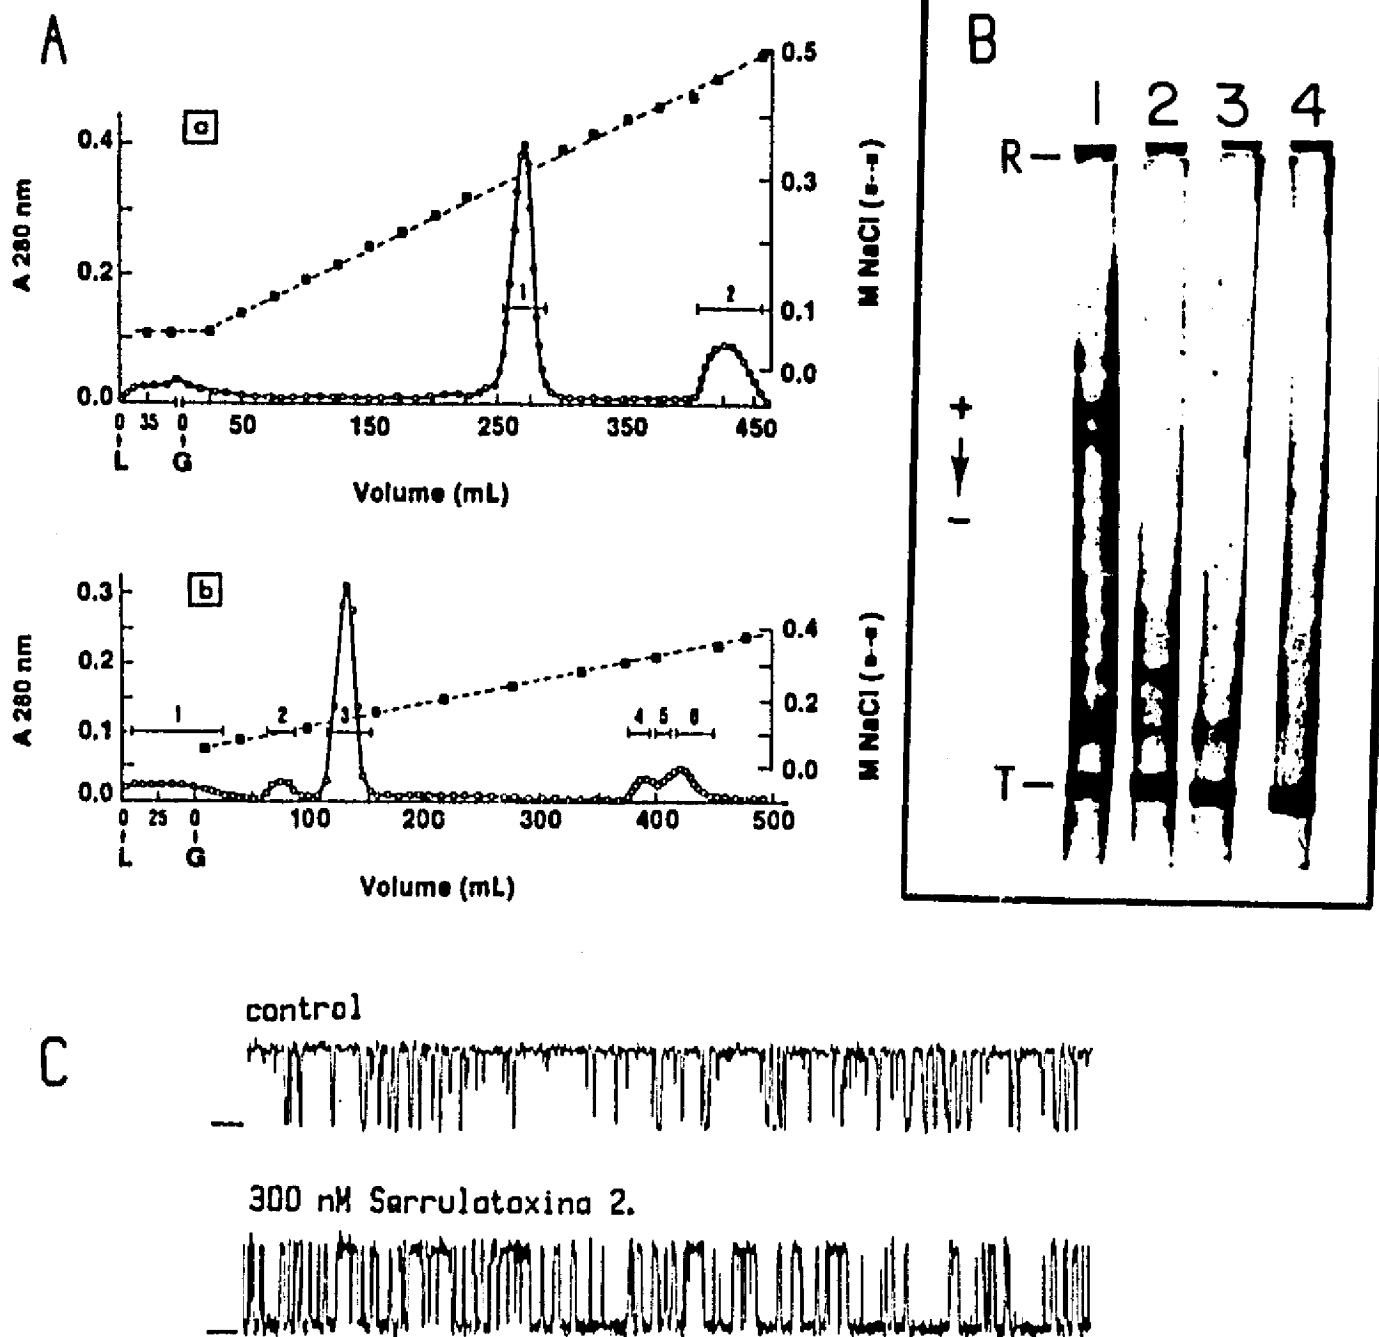 A
a
A 280 nm
0.4
0.2
0.0
0.5
0.3
0.1
0.0
M NaCl (■--■)
1
2
0 35 0 50 150 250 350 450
L G
Volume (mL)
b
A 280 nm
0.3
0.2
0.1
0.0
0.4
0.2
0.0
M NaCl (■--■)
1 2 3 4 5 6
0 25 0 100 200 300 400 500
L G
Volume (mL)
B
1 2 3 4
R –
+
–
T –
C
control
300 nM Serrulotoxina 2.